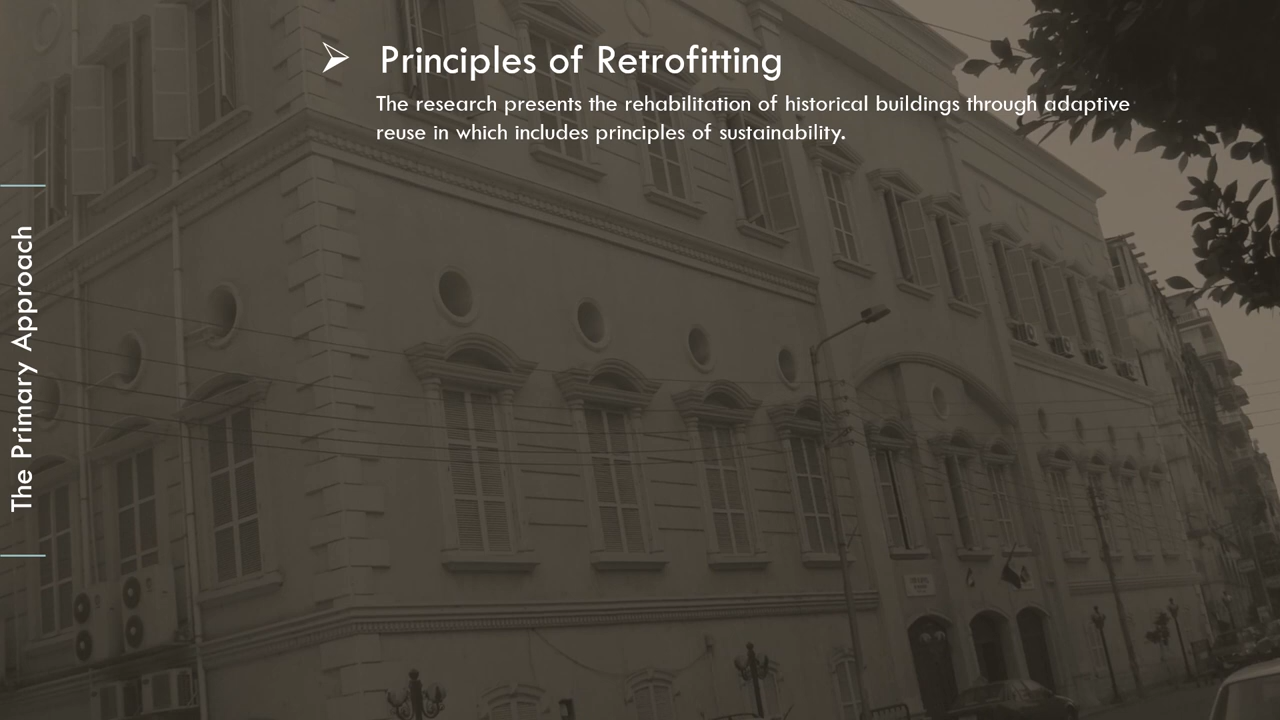 Principles of Retrofitting
The research presents the rehabilitation of historical buildings through adaptive
reuse in which includes principles of sustainability.
The Primary Approach